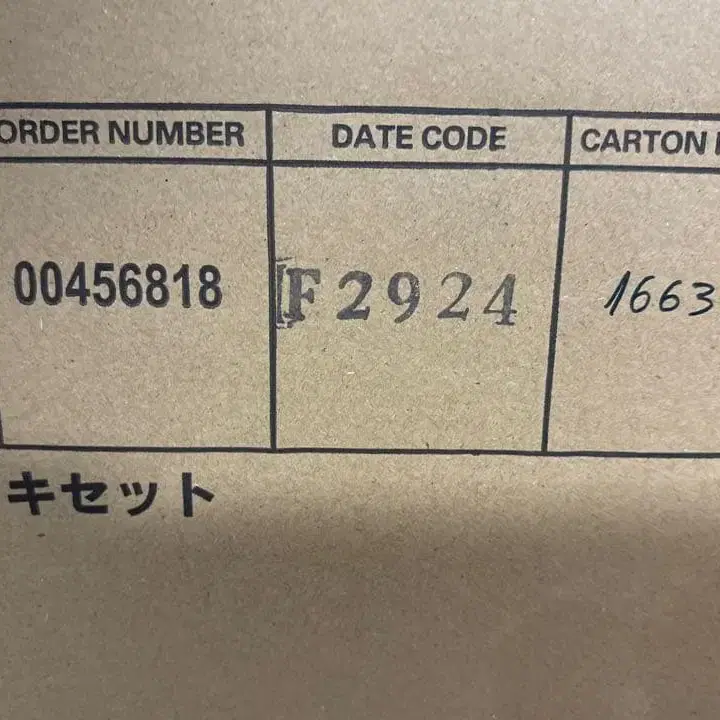 ORDER NUMBER DATE CODE CARTON
00456818 F2924 1663
キセット